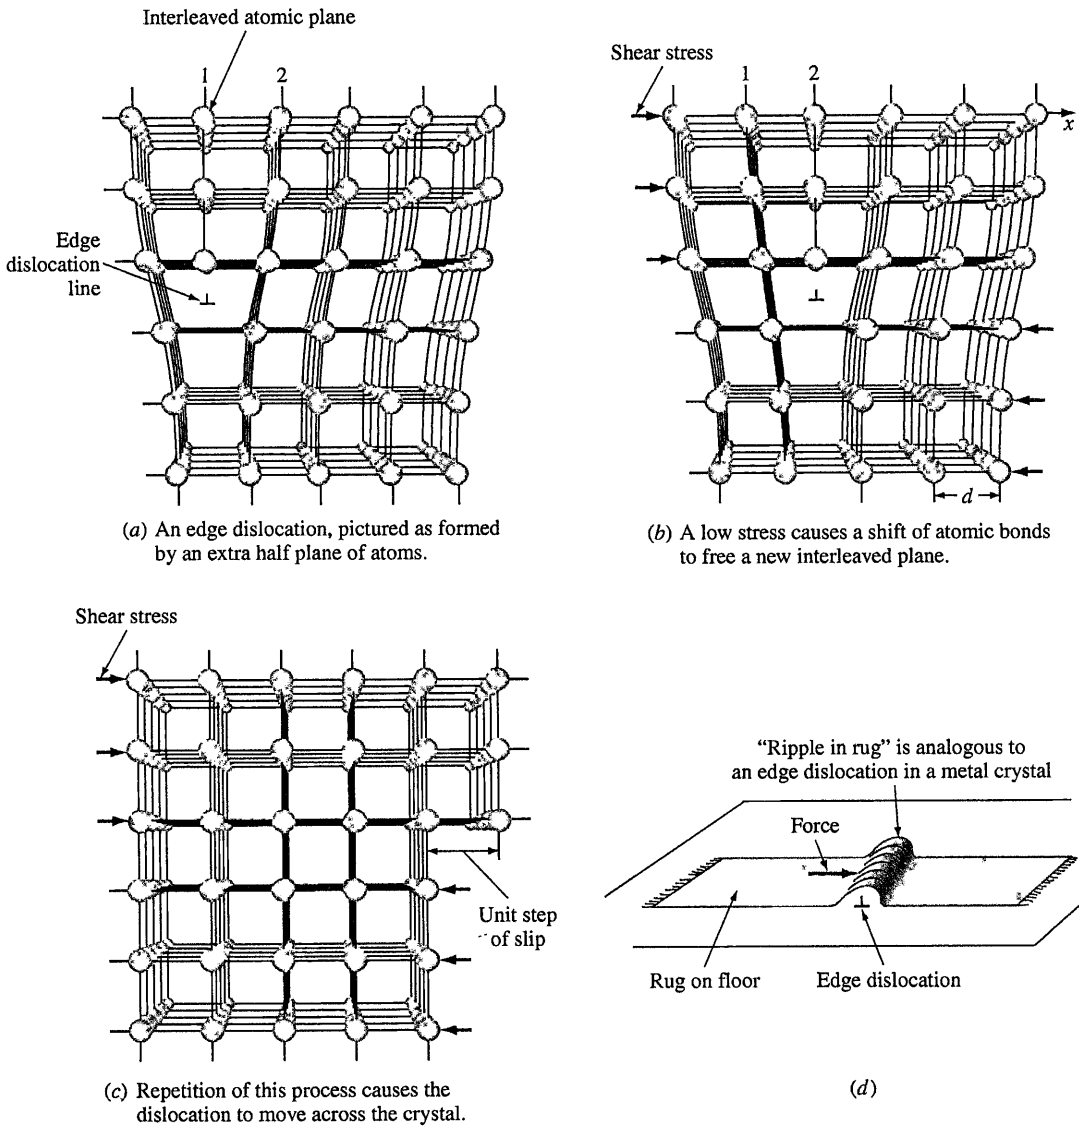 Interleaved atomic plane
1
2
Edge
dislocation
line
(a) An edge dislocation, pictured as formed
by an extra half plane of atoms.
Shear stress
1
2
x
d
(b) A low stress causes a shift of atomic bonds
to free a new interleaved plane.
Shear stress
Unit step
of slip
(c) Repetition of this process causes the
dislocation to move across the crystal.
“Ripple in rug” is analogous to
an edge dislocation in a metal crystal
Force
Rug on floor
Edge dislocation
(d)